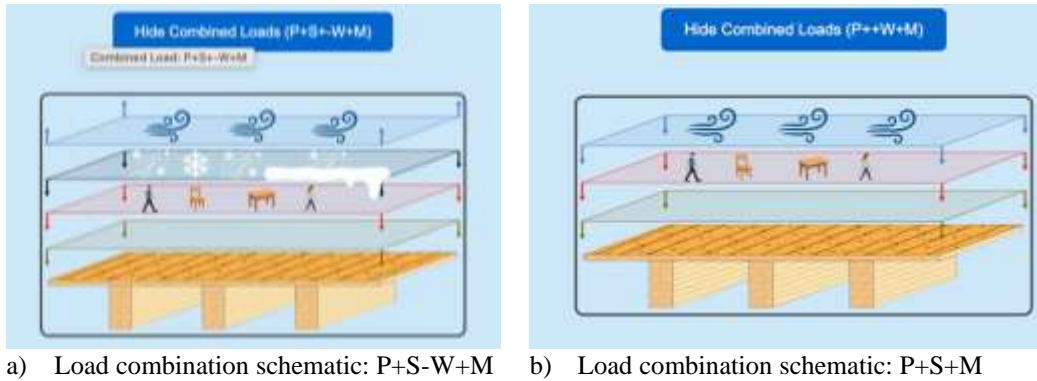 Hide Combined Loads (P+S+-W+M)
Combined Load: P+S+-W+M
Hide Combined Loads (P++W+M)
a) Load combination schematic: P+S-W+M
b) Load combination schematic: P+S+M